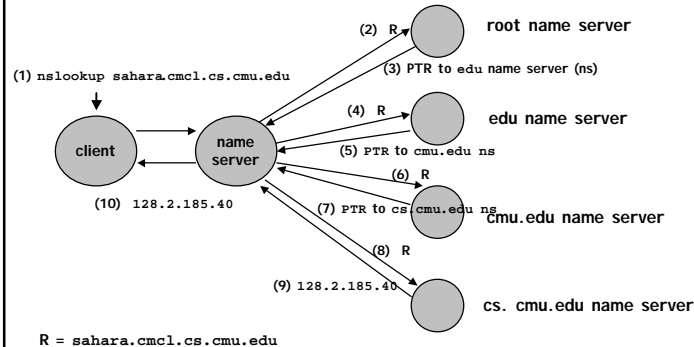 (2) R
root name server
(3) PTR to edu name server (ns)
(1) nslookup sahara.cmcl.cs.cmu.edu
(4) R
edu name server
client
name
server
(5) PTR to cmu.edu ns
(6) R
(10) 128.2.185.40
(7) PTR to cs.cmu.edu ns
cmu.edu name server
(8) R
(9) 128.2.185.40
cs. cmu.edu name server
R = sahara.cmcl.cs.cmu.edu